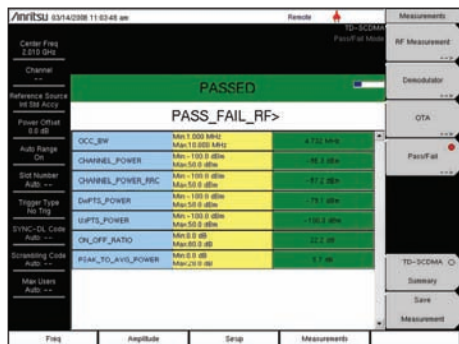 Anritsu 03/14/2008 11:03:48 am
Remote
Measurements
TD-SCDMA
Pass/Fail Mode
Center Freq
2.010 GHz
Channel
--
Reference Source
Int Std Accy
Power Offset
0.0 dB
Auto Range
On
Slot Number
Auto: --
Trigger Type
No Trig
SYNC-DL Code
Auto: --
Scrambling Code
Auto: --
Max Users
Auto: --
PASSED
PASS_FAIL_RF>
OCC_BW Min:1.000 MHz
Max:10.000 MHz
CHANNEL_POWER Min:-100.0 dBm
Max:50.0 dBm
CHANNEL_POWER_RRC Min:-100.0 dBm
Max:50.0 dBm
DwPTS_POWER Min:-100.0 dBm
Max:50.0 dBm
UpPTS_POWER Min:-100.0 dBm
Max:50.0 dBm
ON_OFF_RATIO Min:0.0 dB
Max:80.0 dB
22.2 dB
PEAK_TO_AVG_POWER Min:0.0 dB
Max:20.0 dB
RF Measurement
-->
Demodulator
-->
OTA
-->
Pass/Fail
-->
TD-SCDMA
Summary
Save
Measurement
Freq
Amplitude
Setup
Measurements